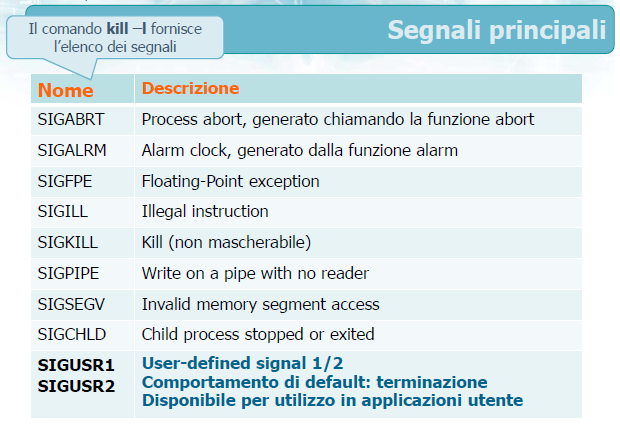 Il comando kill –l fornisce
l'elenco dei segnali
Segnali principali
Nome Descrizione
SIGABRT Process abort, generato chiamando la funzione abort
SIGALRM Alarm clock, generato dalla funzione alarm
SIGFPE Floating-Point exception
SIGILL Illegal instruction
SIGKILL Kill (non mascherabile)
SIGPIPE Write on a pipe with no reader
SIGSEGV Invalid memory segment access
SIGCHLD Child process stopped or exited
SIGUSR1 User-defined signal 1/2
SIGUSR2 Comportamento di default: terminazione
Disponibile per utilizzo in applicazioni utente